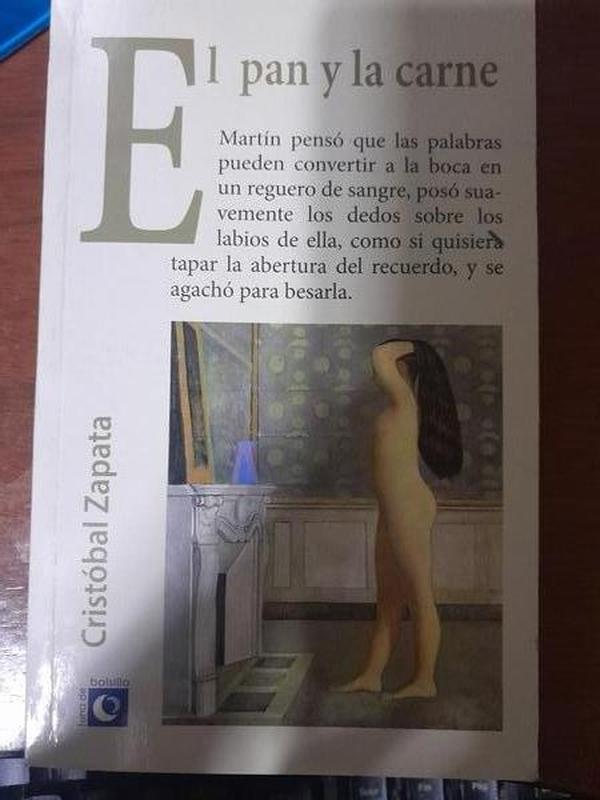 El pan y la carne
Martín pensó que las palabras
pueden convertir a la boca en
un reguero de sangre, posó sua-
vemente los dedos sobre los
labios de ella, como si quisiera
tapar la abertura del recuerdo, y se
agachó para besarla.
Cristóbal Zapata
luna de
bolsillo